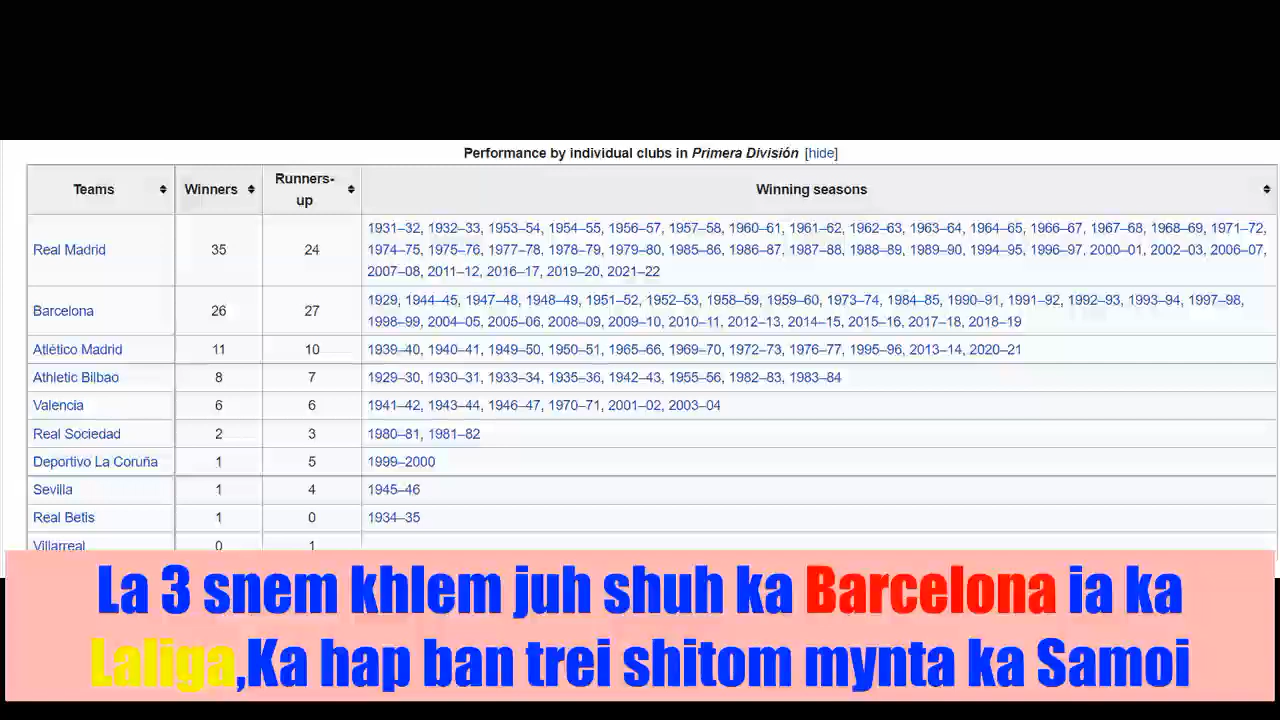 Performance by individual clubs in Primera División [hide]
Teams Winners Runners-up Winning seasons
Real Madrid 35 24 1931–32, 1932–33, 1953–54, 1954–55, 1956–57, 1957–58, 1960–61, 1961–62, 1962–63, 1963–64, 1964–65, 1966–67, 1967–68, 1968–69, 1971–72,
1974–75, 1975–76, 1977–78, 1978–79, 1979–80, 1985–86, 1986–87, 1987–88, 1988–89, 1989–90, 1994–95, 1996–97, 2000–01, 2002–03, 2006–07,
2007–08, 2011–12, 2016–17, 2019–20, 2021–22
Barcelona 26 27 1929, 1944–45, 1947–48, 1948–49, 1951–52, 1952–53, 1958–59, 1959–60, 1973–74, 1984–85, 1990–91, 1991–92, 1992–93, 1993–94, 1997–98,
1998–99, 2004–05, 2005–06, 2008–09, 2009–10, 2010–11, 2012–13, 2014–15, 2015–16, 2017–18, 2018–19
Atlético Madrid 11 10 1939–40, 1940–41, 1949–50, 1950–51, 1965–66, 1969–70, 1972–73, 1976–77, 1995–96, 2013–14, 2020–21
Athletic Bilbao 8 7 1929–30, 1930–31, 1933–34, 1935–36, 1942–43, 1955–56, 1982–83, 1983–84
Valencia 6 6 1941–42, 1943–44, 1946–47, 1970–71, 2001–02, 2003–04
Real Sociedad 2 3 1980–81, 1981–82
Deportivo La Coruña 1 5 1999–2000
Sevilla 1 4 1945–46
Real Betis 1 0 1934–35
Villarreal 0 1
La 3 snem khlem juh shuh ka Barcelona ia ka
Laliga,Ka hap ban trei shitom mynta ka Samoi